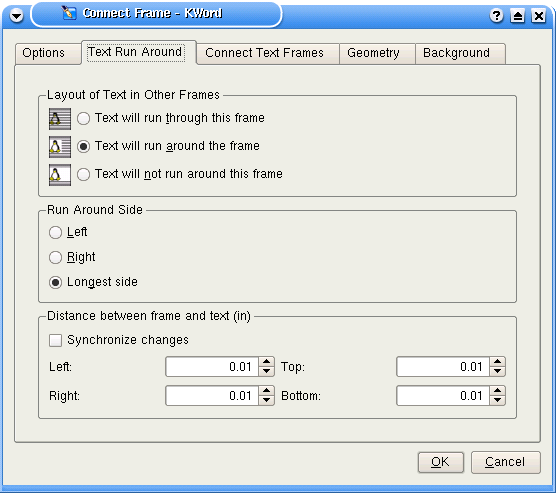 Connect Frame - KWord
Options Text Run Around Connect Text Frames Geometry Background
Layout of Text in Other Frames
Text will run through this frame
Text will run around the frame
Text will not run around this frame
Run Around Side
Left
Right
Longest side
Distance between frame and text (in)
Synchronize changes
Left: 0.01 Top: 0.01
Right: 0.01 Bottom: 0.01
OK Cancel